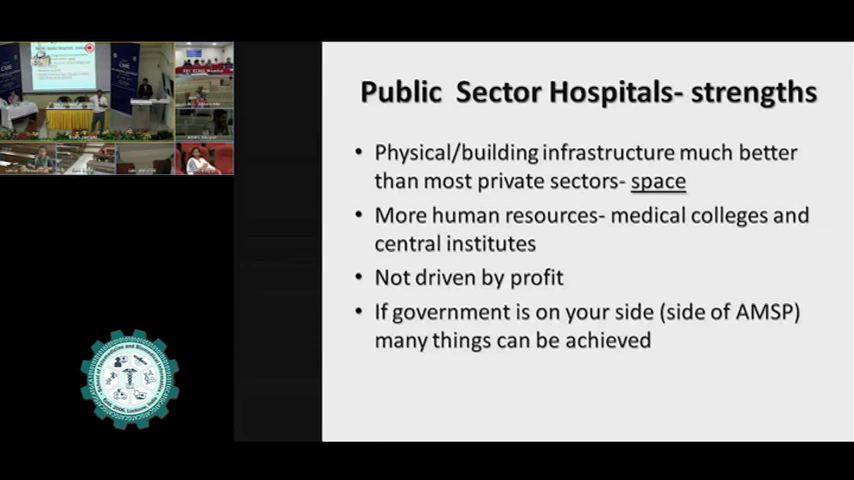 Public Sector Hospitals- strengths
• Physical/building infrastructure much better
than most private sectors- space
• More human resources- medical colleges and
central institutes
• Not driven by profit
• If government is on your side (side of AMSP)
many things can be achieved
CME